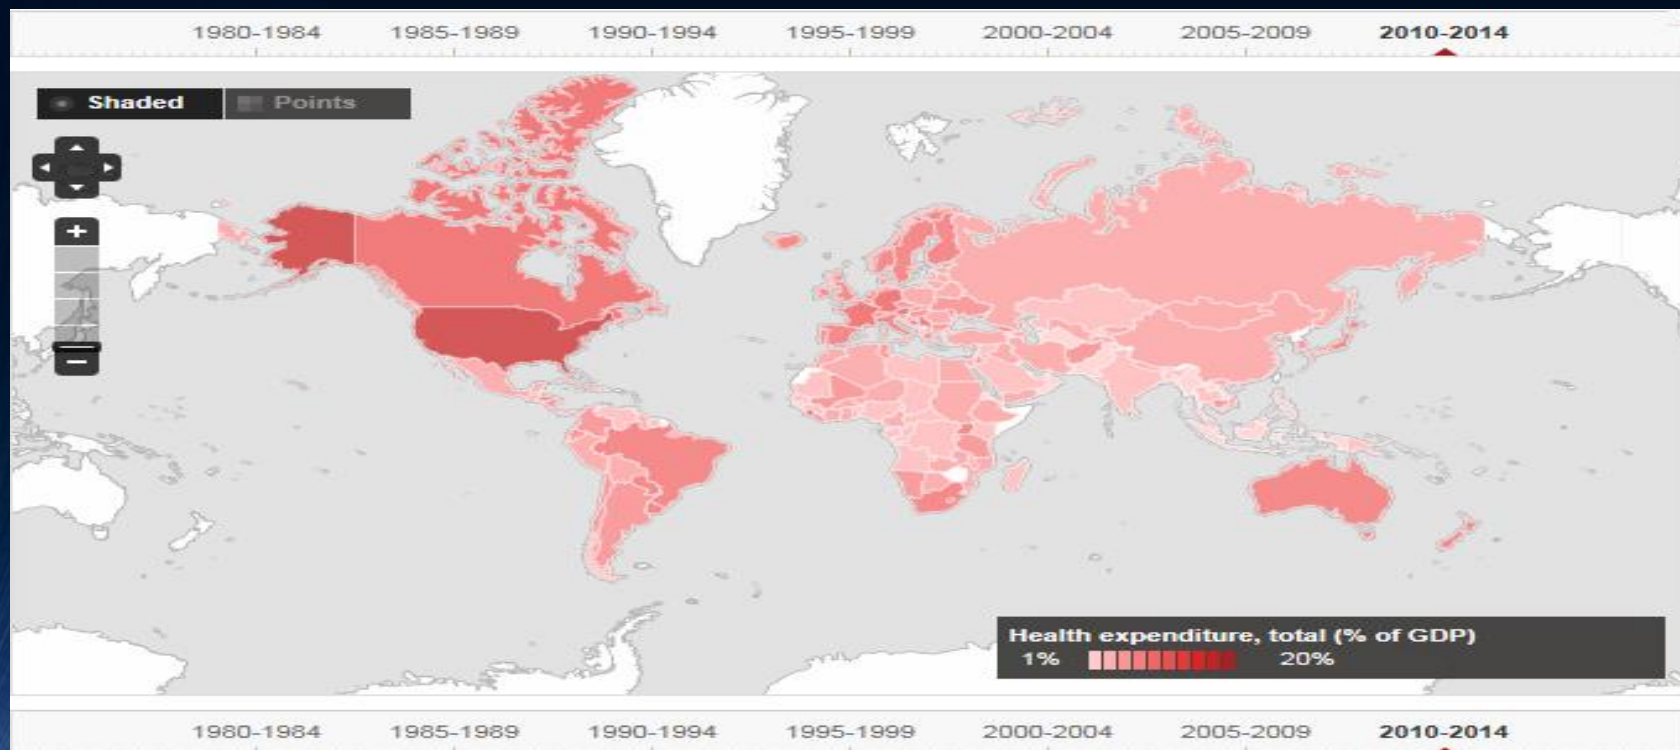 1980-1984 1985-1989 1990-1994 1995-1999 2000-2004 2005-2009 2010-2014
Shaded Points
+
−
Health expenditure, total (% of GDP)
1% 20%
1980-1984 1985-1989 1990-1994 1995-1999 2000-2004 2005-2009 2010-2014